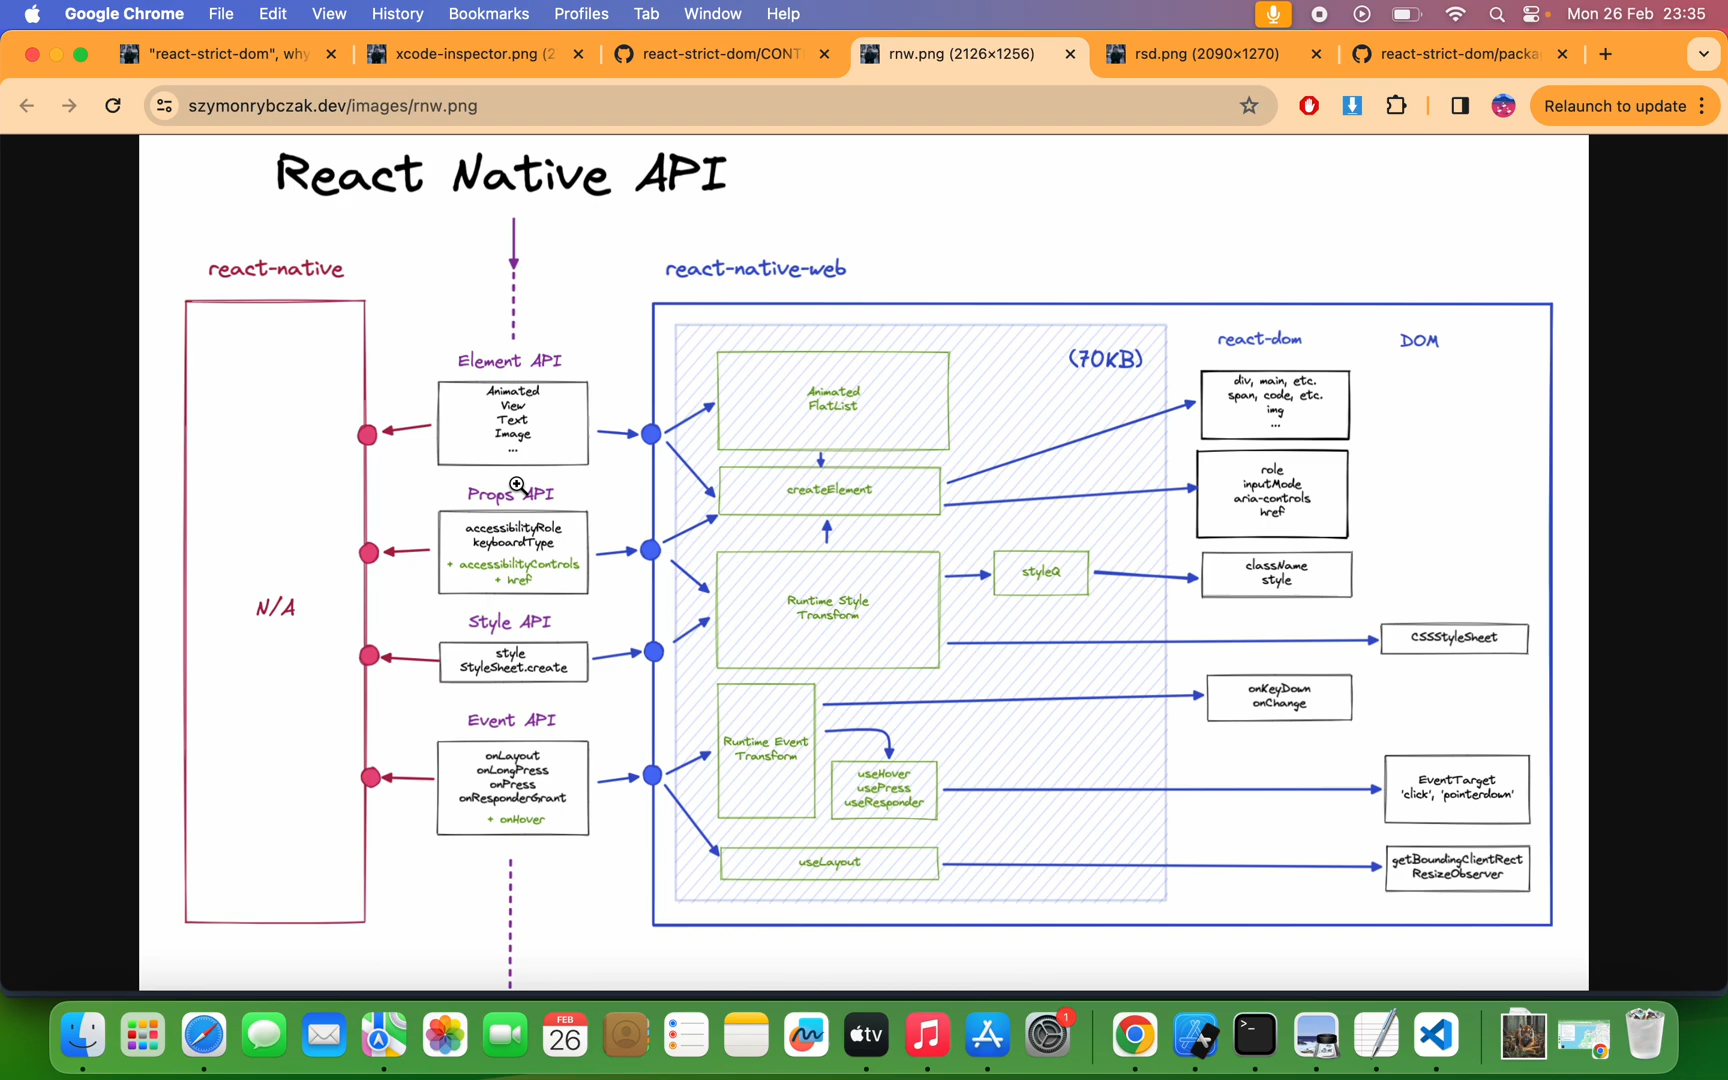 Google Chrome File Edit View History Bookmarks Profiles Tab Window Help Mon 26 Feb 23:35
"react-strict-dom", why xcode-inspector.png (2 react-strict-dom/CONT rnw.png (2126×1256) rsd.png (2090×1270) react-strict-dom/packa
szymonrybczak.dev/images/rnw.png Relaunch to update
React Native API
react-native
react-native-web
Element API
Animated
View
Text
Image
...
Props API
accessibilityRole
keyboardType
+ accessibilityControls
+ href
Style API
style
StyleSheet.create
Event API
onLayout
onLongPress
onPress
onResponderGrant
+ onHover
N/A
(70KB)
Animated
FlatList
createElement
Runtime Style
Transform
styleQ
Runtime Event
Transform
useHover
usePress
useResponder
useLayout
react-dom
DOM
div, main, etc.
span, code, etc.
img
...
role
inputMode
aria-controls
href
className
style
CSSStyleSheet
onKeyDown
onChange
EventTarget
'click', 'pointerdown'
getBoundingClientRect
ResizeObserver
FEB
26
tv
1
>_